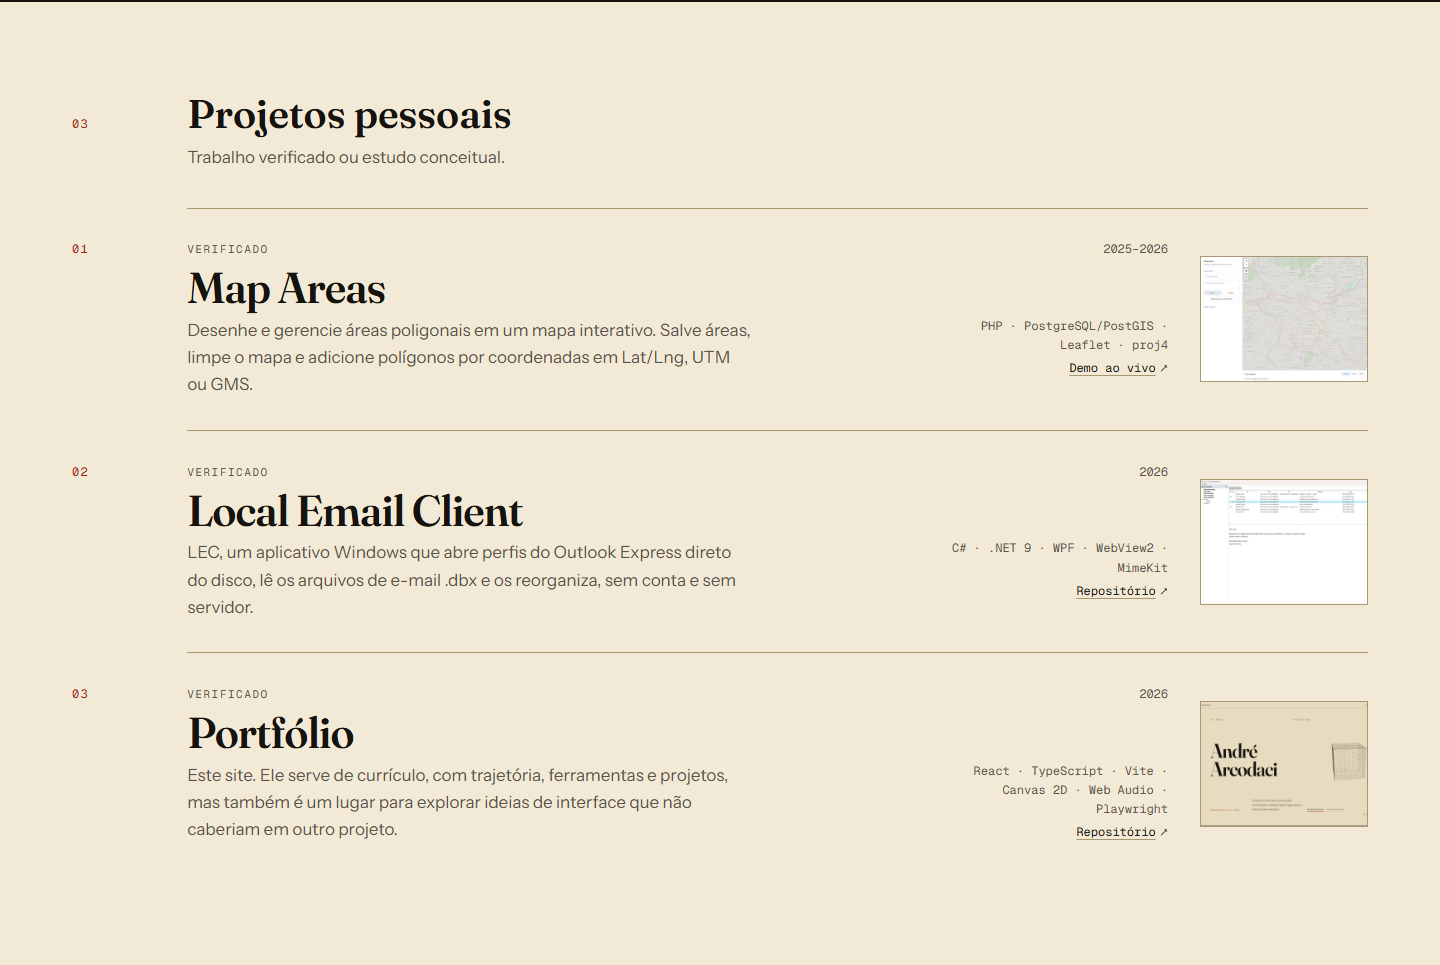 03
Projetos pessoais
Trabalho verificado ou estudo conceitual.
01
VERIFICADO
2025–2026
Map Areas
Desenhe e gerencie áreas poligonais em um mapa interativo. Salve áreas,
limpe o mapa e adicione polígonos por coordenadas em Lat/Lng, UTM
ou GMS.
PHP · PostgreSQL/PostGIS ·
Leaflet · proj4
Demo ao vivo ↗
02
VERIFICADO
2026
Local Email Client
LEC, um aplicativo Windows que abre perfis do Outlook Express direto
do disco, lê os arquivos de e-mail .dbx e os reorganiza, sem conta e sem
servidor.
C# · .NET 9 · WPF · WebView2 ·
MimeKit
Repositório ↗
03
VERIFICADO
2026
Portfólio
Este site. Ele serve de currículo, com trajetória, ferramentas e projetos,
mas também é um lugar para explorar ideias de interface que não
caberiam em outro projeto.
React · TypeScript · Vite ·
Canvas 2D · Web Audio ·
Playwright
Repositório ↗
André
Arcodaci